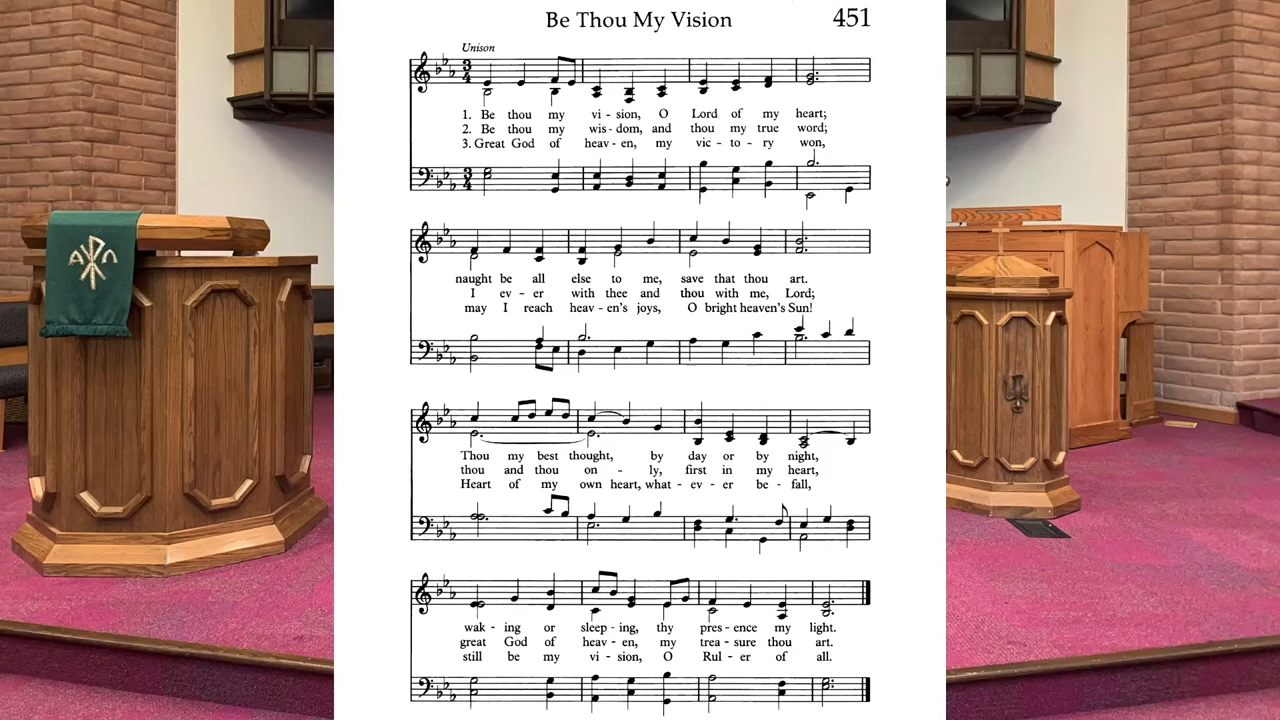 Be Thou My Vision 451
Unison
1. Be thou my vi - sion, O Lord of my heart;
2. Be thou my wis - dom, and thou my true word;
3. Great God of heav - en, my vic - to - ry won,
naught be all else to me, save that thou art.
I ev - er with thee and thou with me, Lord;
may I reach heav - en's joys, O bright heaven's Sun!
Thou my best thought, by day or by night,
thou and thou on - ly, first in my heart,
Heart of my own heart, what - ev - er be - fall,
wak - ing or sleep - ing, thy pres - ence my light.
great God of heav - en, my trea - sure thou art.
still be my vi - sion, O Rul - er of all.